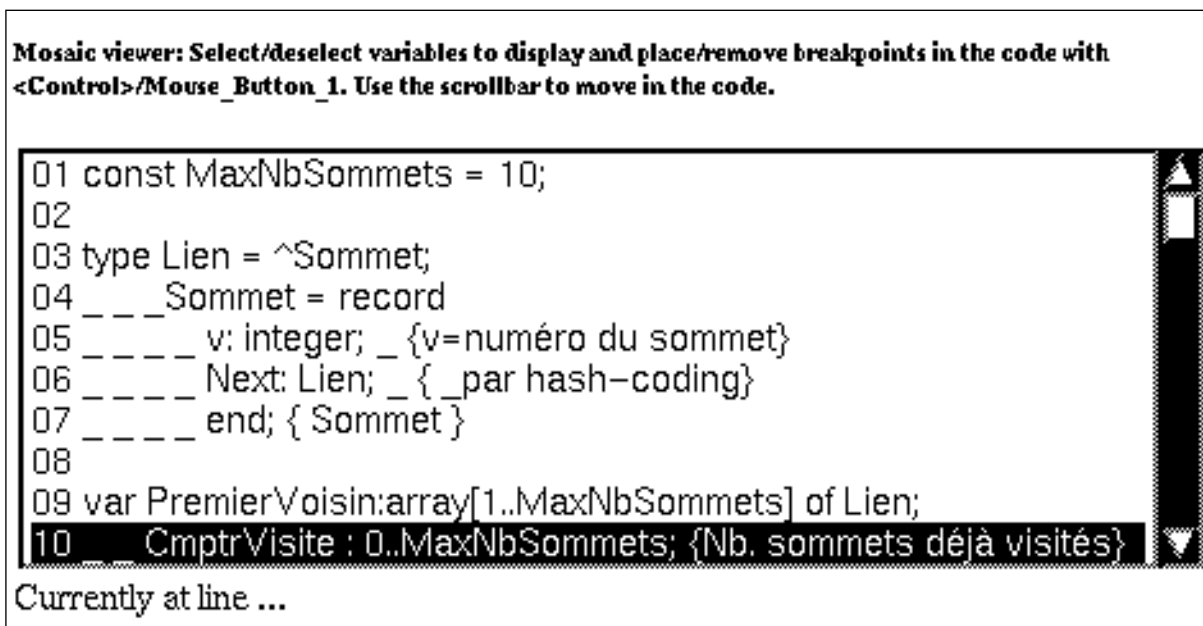 Mosaic viewer: Select/deselect variables to display and place/remove breakpoints in the code with
<Control>/Mouse_Button_1. Use the scrollbar to move in the code.
01 const MaxNbSommets = 10;
02
03 type Lien = ^Sommet;
04 _ _ _Sommet = record
05 _ _ _ _ v: integer; _ {v=numéro du sommet}
06 _ _ _ _ Next: Lien; _ { _par hash-coding}
07 _ _ _ _ end; { Sommet }
08
09 var PremierVoisin:array[1..MaxNbSommets] of Lien;
10 _ _ CmptrVisite : 0..MaxNbSommets; {Nb. sommets déjà visités}
Currently at line ...